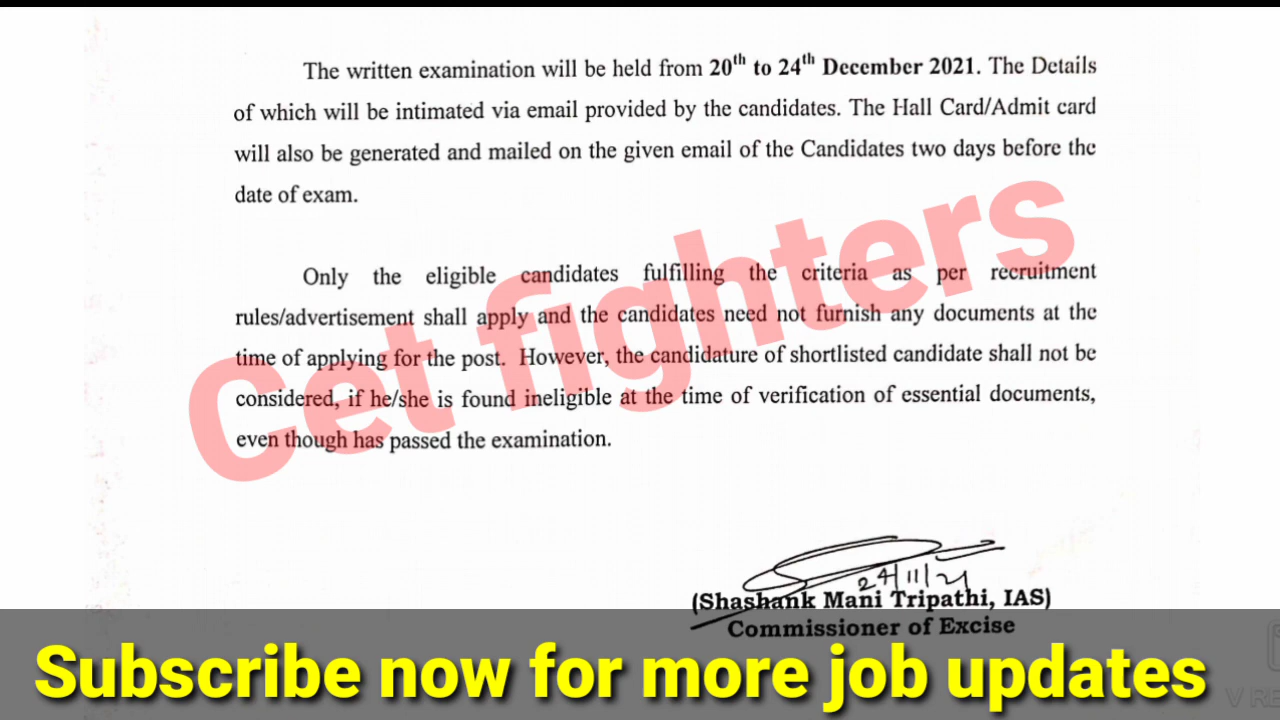 The written examination will be held from 20th to 24th December 2021. The Details
of which will be intimated via email provided by the candidates. The Hall Card/Admit card
will also be generated and mailed on the given email of the Candidates two days before the
date of exam.
Only the eligible candidates fulfilling the criteria as per recruitment
rules/advertisement shall apply and the candidates need not furnish any documents at the
time of applying for the post. However, the candidature of shortlisted candidate shall not be
considered, if he/she is found ineligible at the time of verification of essential documents,
even though has passed the examination.
Cet fighters
24/11/21
(Shashank Mani Tripathi, IAS)
Commissioner of Excise
Subscribe now for more job updates